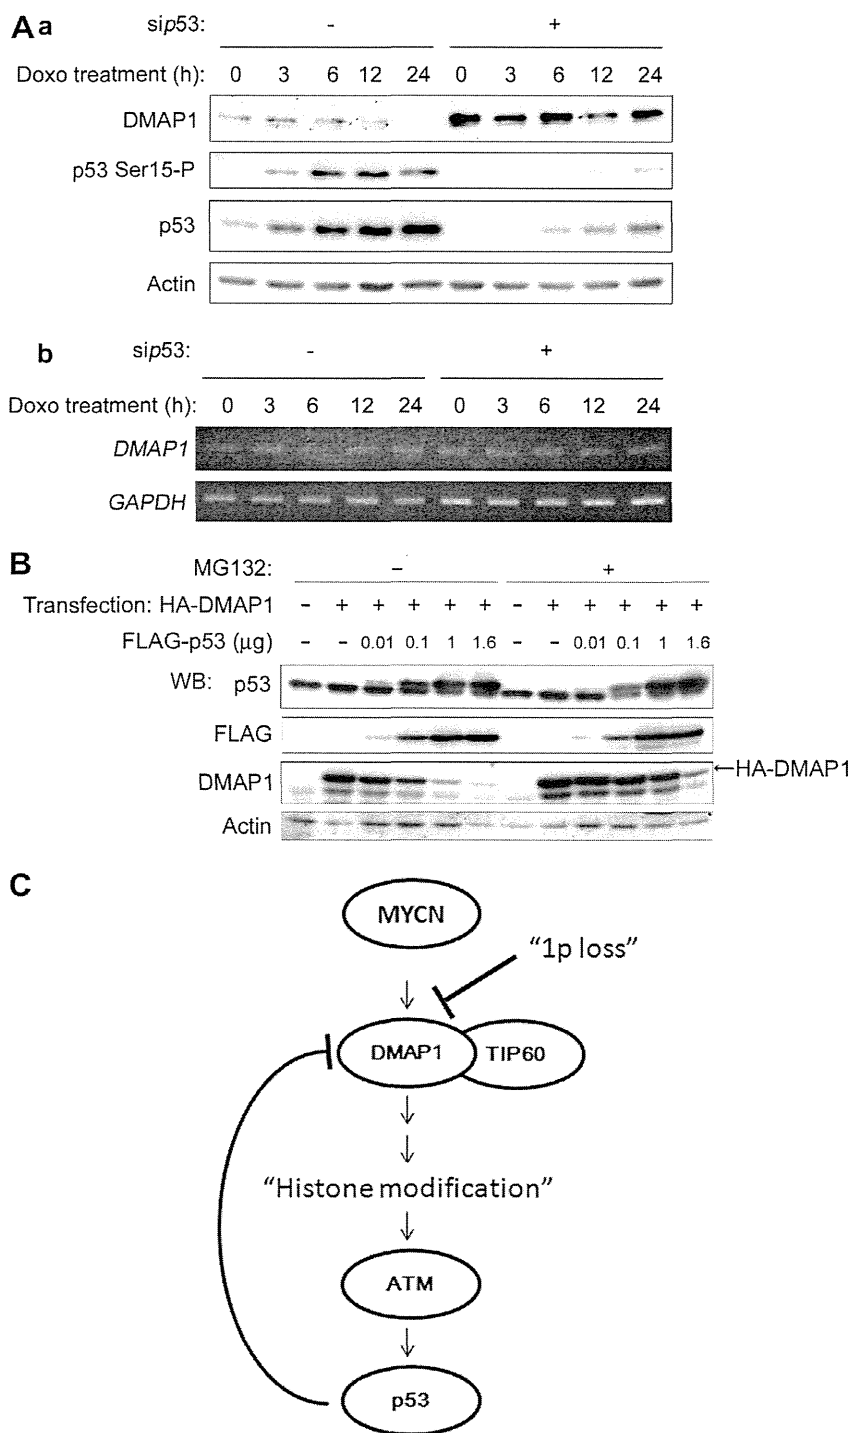 A a
sip53: - +
Doxo treatment (h): 0 3 6 12 24 0 3 6 12 24
DMAP1
p53 Ser15-P
p53
Actin
b
sip53: - +
Doxo treatment (h): 0 3 6 12 24 0 3 6 12 24
DMAP1
GAPDH
B
MG132: – +
Transfection: HA-DMAP1 – + + + + + – + + + + +
FLAG-p53 (µg) – – 0.01 0.1 1 1.6 – – 0.01 0.1 1 1.6
WB: p53
FLAG
←HA-DMAP1
DMAP1
Actin
C
MYCN
“1p loss”
DMAP1 TIP60
“Histone modification”
ATM
p53